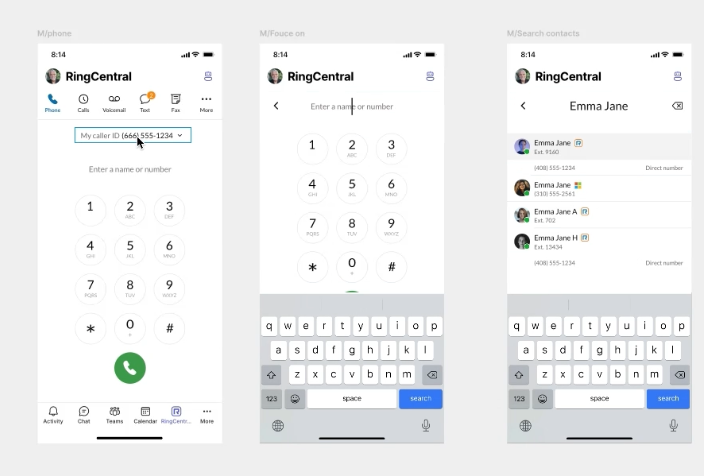 M/phone
8:14
RingCentral
Phone
Calls
Voicemail
2
Text
Fax
More
My caller ID (666) 555-1234
Enter a name or number
1
2
ABC
3
DEF
4
GHI
5
JKL
6
MNO
7
PQRS
8
TUV
9
WXYZ
*
0
+
#
Activity
Chat
Teams
Calendar
RingCentr...
More
M/Fouce on
8:14
RingCentral
Enter a name or number
1
2
ABC
3
DEF
4
GHI
5
JKL
6
MNO
7
PQRS
8
TUV
9
WXYZ
*
0
+
#
q w e r t y u i o p
a s d f g h j k l
z x c v b n m
123
space
search
M/Search contacts
8:14
RingCentral
Emma Jane
Emma Jane
Ext. 9160
(408) 555-1234 Direct number
Emma Jane
(310) 555-2561
Emma Jane A
Ext. 702
Emma Jane H
Ext. 13434
(408) 555-1234 Direct number
q w e r t y u i o p
a s d f g h j k l
z x c v b n m
123
space
search